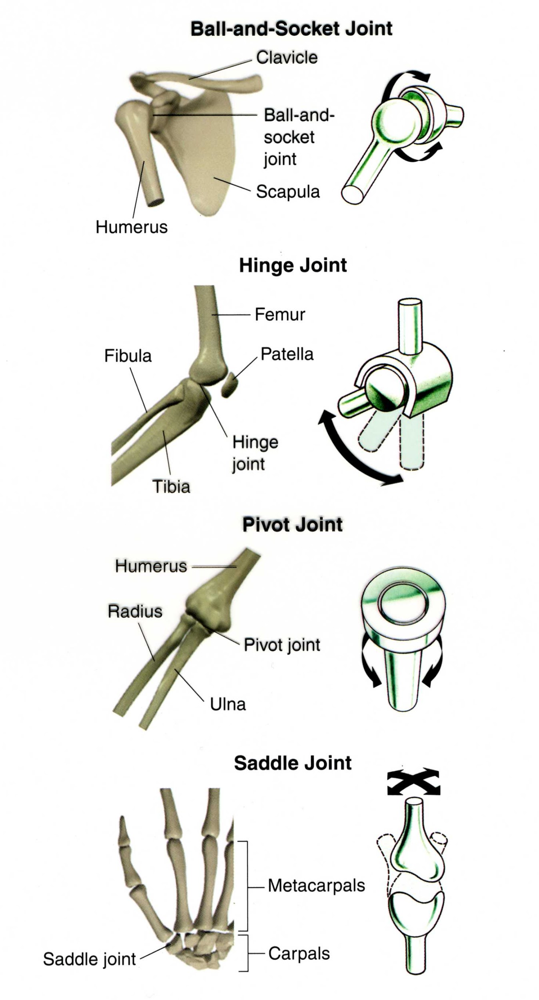 Ball-and-Socket Joint
Clavicle
Ball-and-
socket
joint
Scapula
Humerus
Hinge Joint
Femur
Fibula
Patella
Hinge
joint
Tibia
Pivot Joint
Humerus
Radius
Pivot joint
Ulna
Saddle Joint
Metacarpals
Saddle joint
Carpals